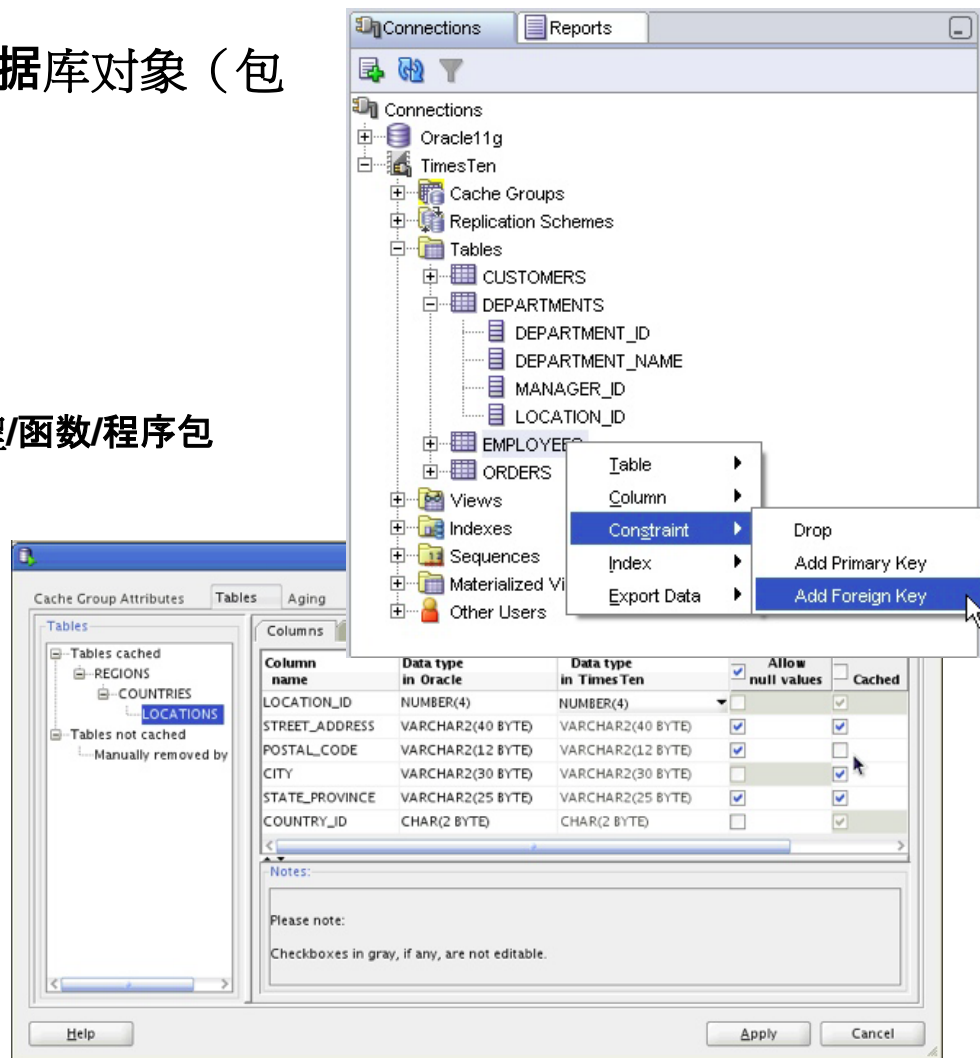 据库对象（包
/函数/程序包
Connections
Reports
Connections
Oracle11g
TimesTen
Cache Groups
Replication Schemes
Tables
CUSTOMERS
DEPARTMENTS
DEPARTMENT_ID
DEPARTMENT_NAME
MANAGER_ID
LOCATION_ID
EMPLOYEES
ORDERS
Views
Indexes
Sequences
Materialized Vi
Other Users
Table
Column
Constraint
Index
Export Data
Drop
Add Primary Key
Add Foreign Key
Cache Group Attributes Tables Aging
Tables
Tables cached
REGIONS
COUNTRIES
LOCATIONS
Tables not cached
Manually removed by
Columns
Column name Data type in Oracle Data type in TimesTen Allow null values Cached
LOCATION_ID NUMBER(4) NUMBER(4)
STREET_ADDRESS VARCHAR2(40 BYTE) VARCHAR2(40 BYTE)
POSTAL_CODE VARCHAR2(12 BYTE) VARCHAR2(12 BYTE)
CITY VARCHAR2(30 BYTE) VARCHAR2(30 BYTE)
STATE_PROVINCE VARCHAR2(25 BYTE) VARCHAR2(25 BYTE)
COUNTRY_ID CHAR(2 BYTE) CHAR(2 BYTE)
Notes:
Please note:
Checkboxes in gray, if any, are not editable.
Help
Apply
Cancel